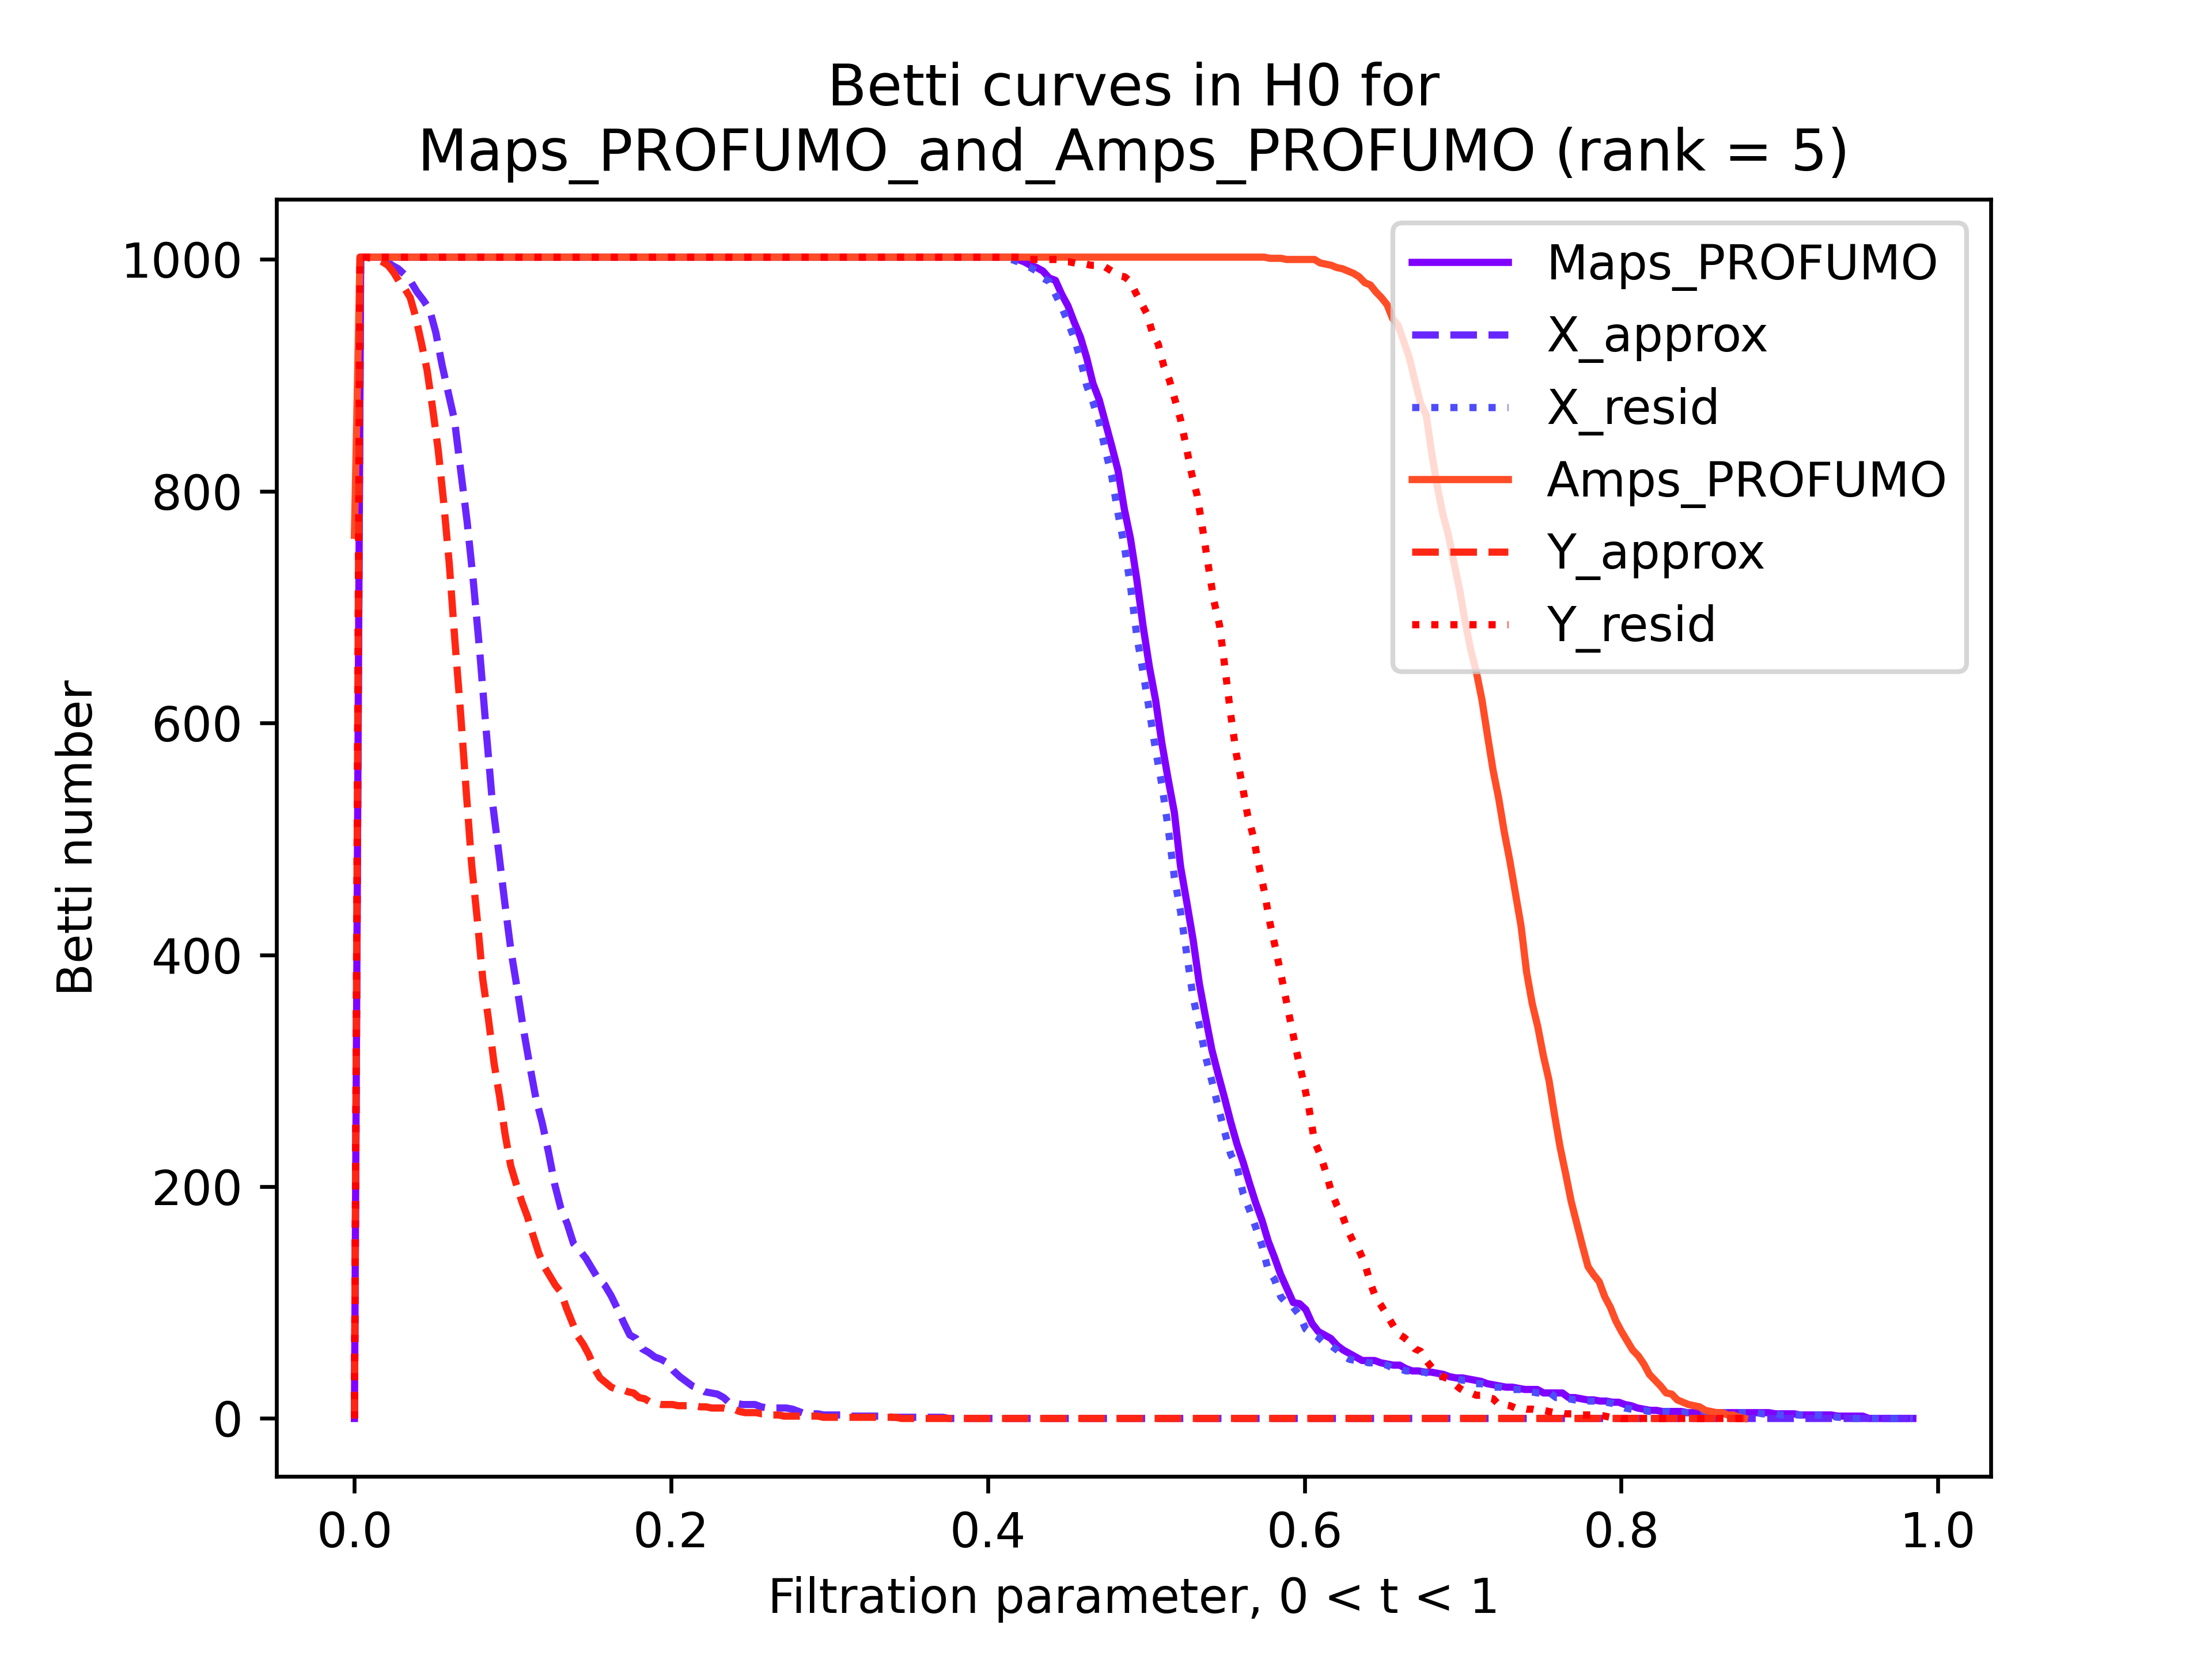 Betti curves in H0 for
Maps_PROFUMO_and_Amps_PROFUMO (rank = 5)
Maps_PROFUMO
X_approx
X_resid
Amps_PROFUMO
Y_approx
Y_resid
Betti number
1000
800
600
400
200
0
0.0 0.2 0.4 0.6 0.8 1.0
Filtration parameter, 0 < t < 1